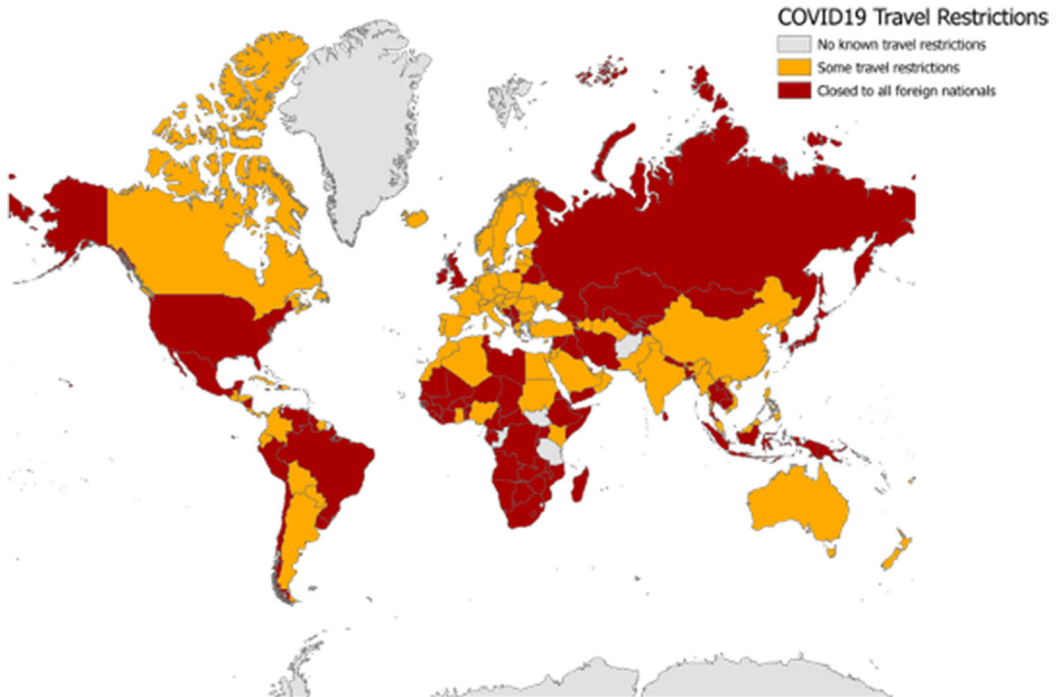 COVID19 Travel Restrictions
No known travel restrictions
Some travel restrictions
Closed to all foreign nationals